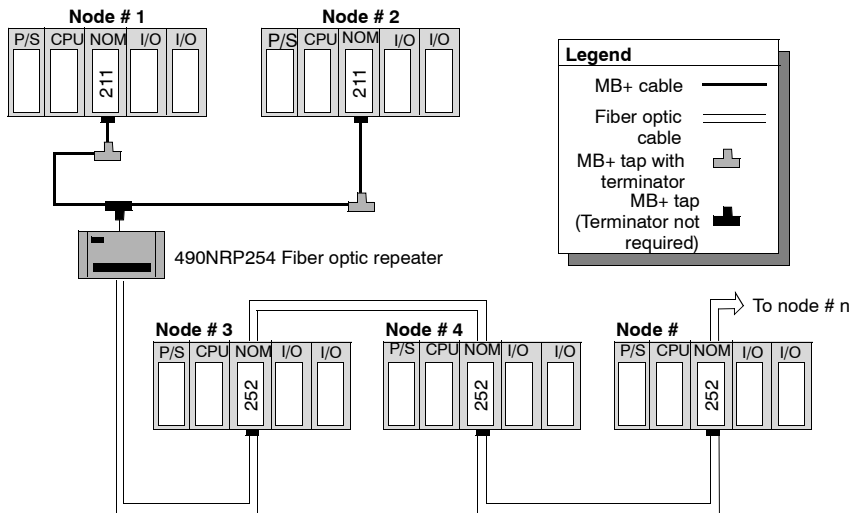 Node # 1
P/S CPU NOM I/O I/O
211
Node # 2
P/S CPU NOM I/O I/O
211
Legend
MB+ cable
Fiber optic
cable
MB+ tap with
terminator
MB+ tap
(Terminator not
required)
490NRP254 Fiber optic repeater
To node # n
Node # 3
P/S CPU NOM I/O I/O
252
Node # 4
P/S CPU NOM I/O I/O
252
Node #
P/S CPU NOM I/O I/O
252